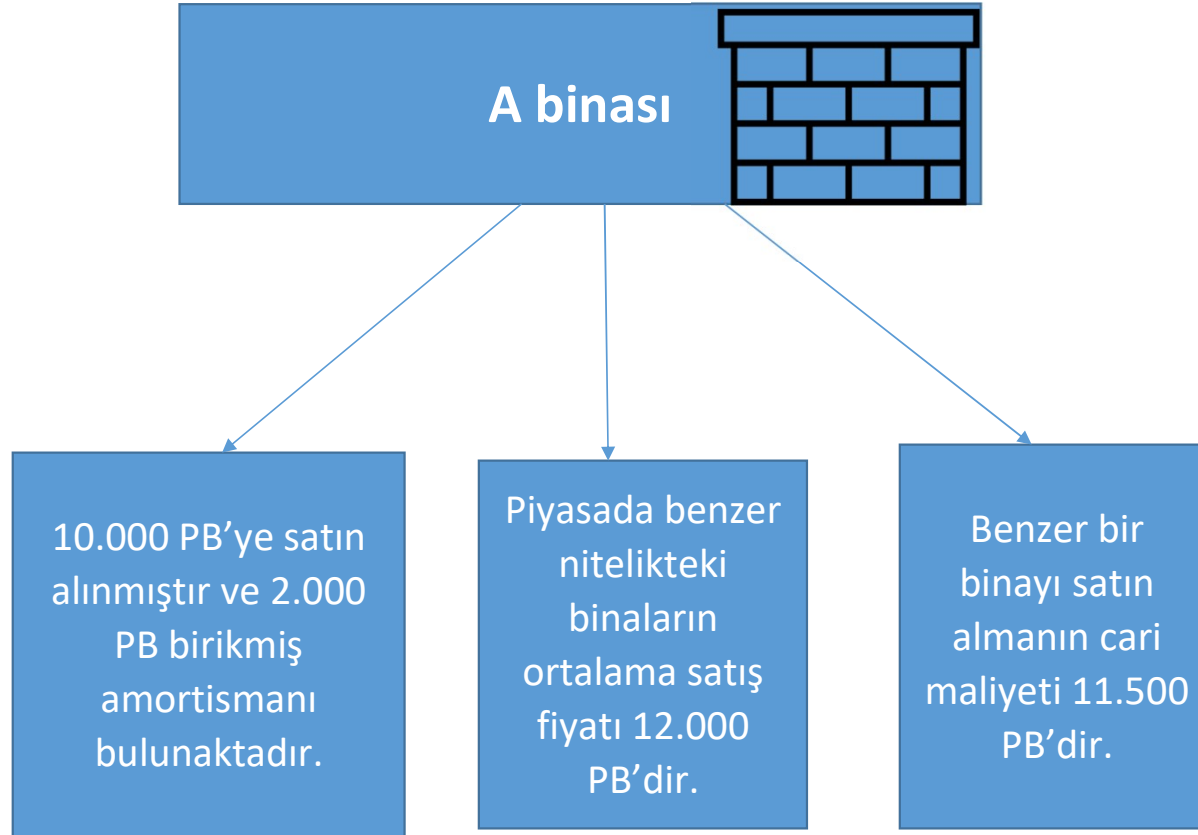 A binası
10.000 PB’ye satın
alınmıştır ve 2.000
PB birikmiş
amortismanı
bulunaktadır.
Piyasada benzer
nitelikteki
binaların
ortalama satış
fiyatı 12.000
PB’dir.
Benzer bir
binayı satın
almanın cari
maliyeti 11.500
PB’dir.